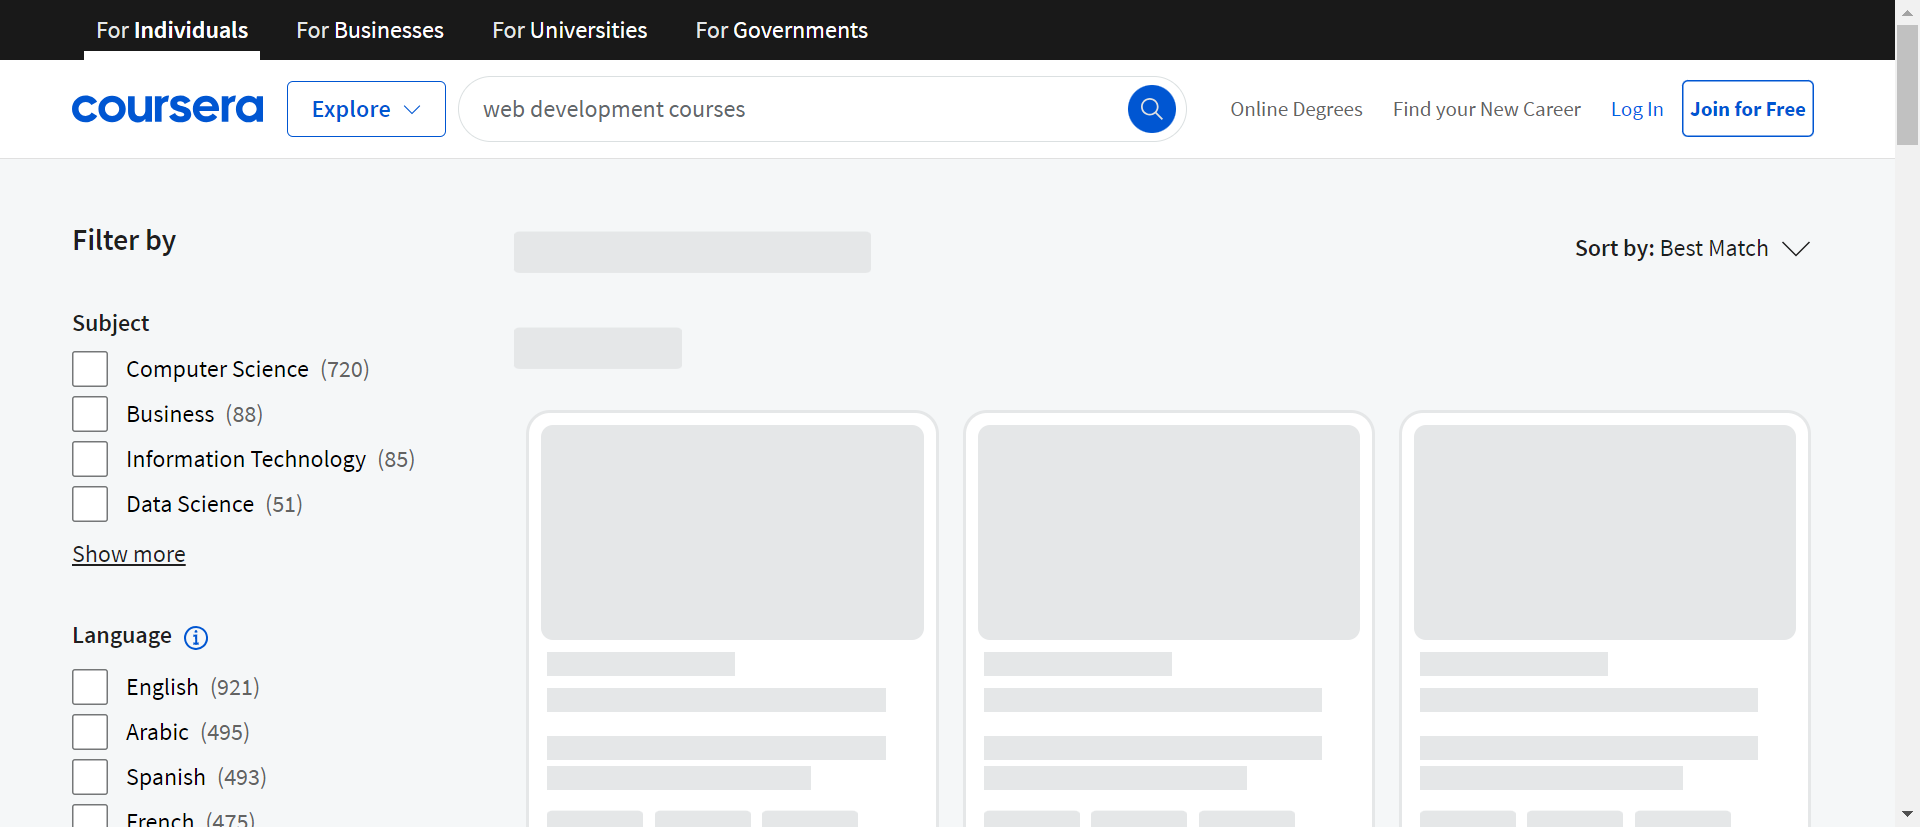 For Individuals For Businesses For Universities For Governments
coursera Explore web development courses Online Degrees Find your New Career Log In Join for Free
Filter by
Sort by: Best Match
Subject
Computer Science (720)
Business (88)
Information Technology (85)
Data Science (51)
Show more
Language
English (921)
Arabic (495)
Spanish (493)
French (475)